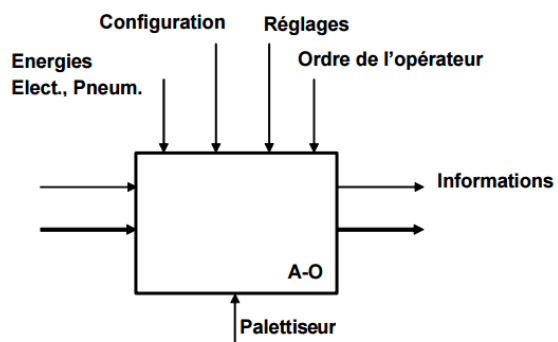 Configuration
Réglages
Energies
Elect., Pneum.
Ordre de l'opérateur
Informations
A-O
Palettiseur